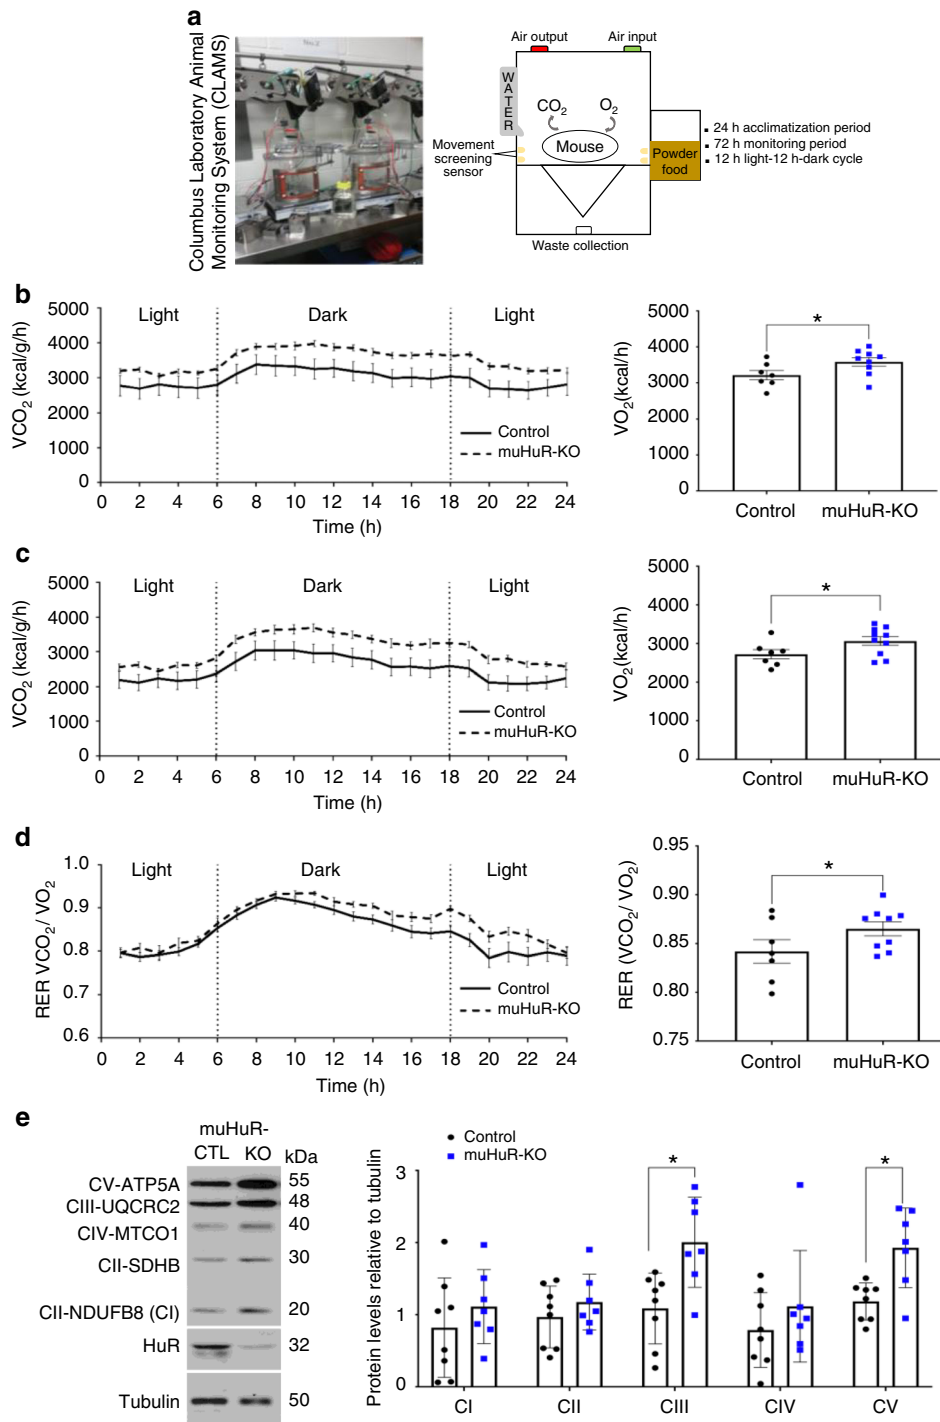 a
Columbus Laboratory Animal
Monitoring System (CLAMS)
Air output
Air input
WATER
CO2
O2
Mouse
Movement
screening
sensor
Powder
food
Waste collection
▪ 24 h acclimatization period
▪ 72 h monitoring period
▪ 12 h light-12 h-dark cycle
b
VCO2 (kcal/g/h)
5000
4000
3000
2000
1000
0
Light
Dark
Light
Control
muHuR-KO
0 2 4 6 8 10 12 14 16 18 20 22 24
Time (h)
VO2(kcal/h)
5000
4000
3000
2000
1000
0
*
Control
muHuR-KO
c
VCO2 (kcal/g/h)
5000
4000
3000
2000
1000
0
Light
Dark
Light
Control
muHuR-KO
0 2 4 6 8 10 12 14 16 18 20 22 24
Time (h)
VO2(kcal/h)
5000
4000
3000
2000
1000
0
*
Control
muHuR-KO
d
RER VCO2/ VO2
1.0
0.9
0.8
0.7
0.6
Light
Dark
Light
Control
muHuR-KO
0 2 4 6 8 10 12 14 16 18 20 22 24
Time (h)
RER (VCO2/ VO2)
0.95
0.90
0.85
0.80
0.75
*
Control
muHuR-KO
e
muHuR-
CTL KO kDa
CV-ATP5A 55
CIII-UQCRC2 48
CIV-MTCO1 40
CII-SDHB 30
CII-NDUFB8 (CI) 20
HuR 32
Tubulin 50
Control
muHuR-KO
Protein levels relative to tubulin
3
2
1
0
*
*
CI CII CIII CIV CV